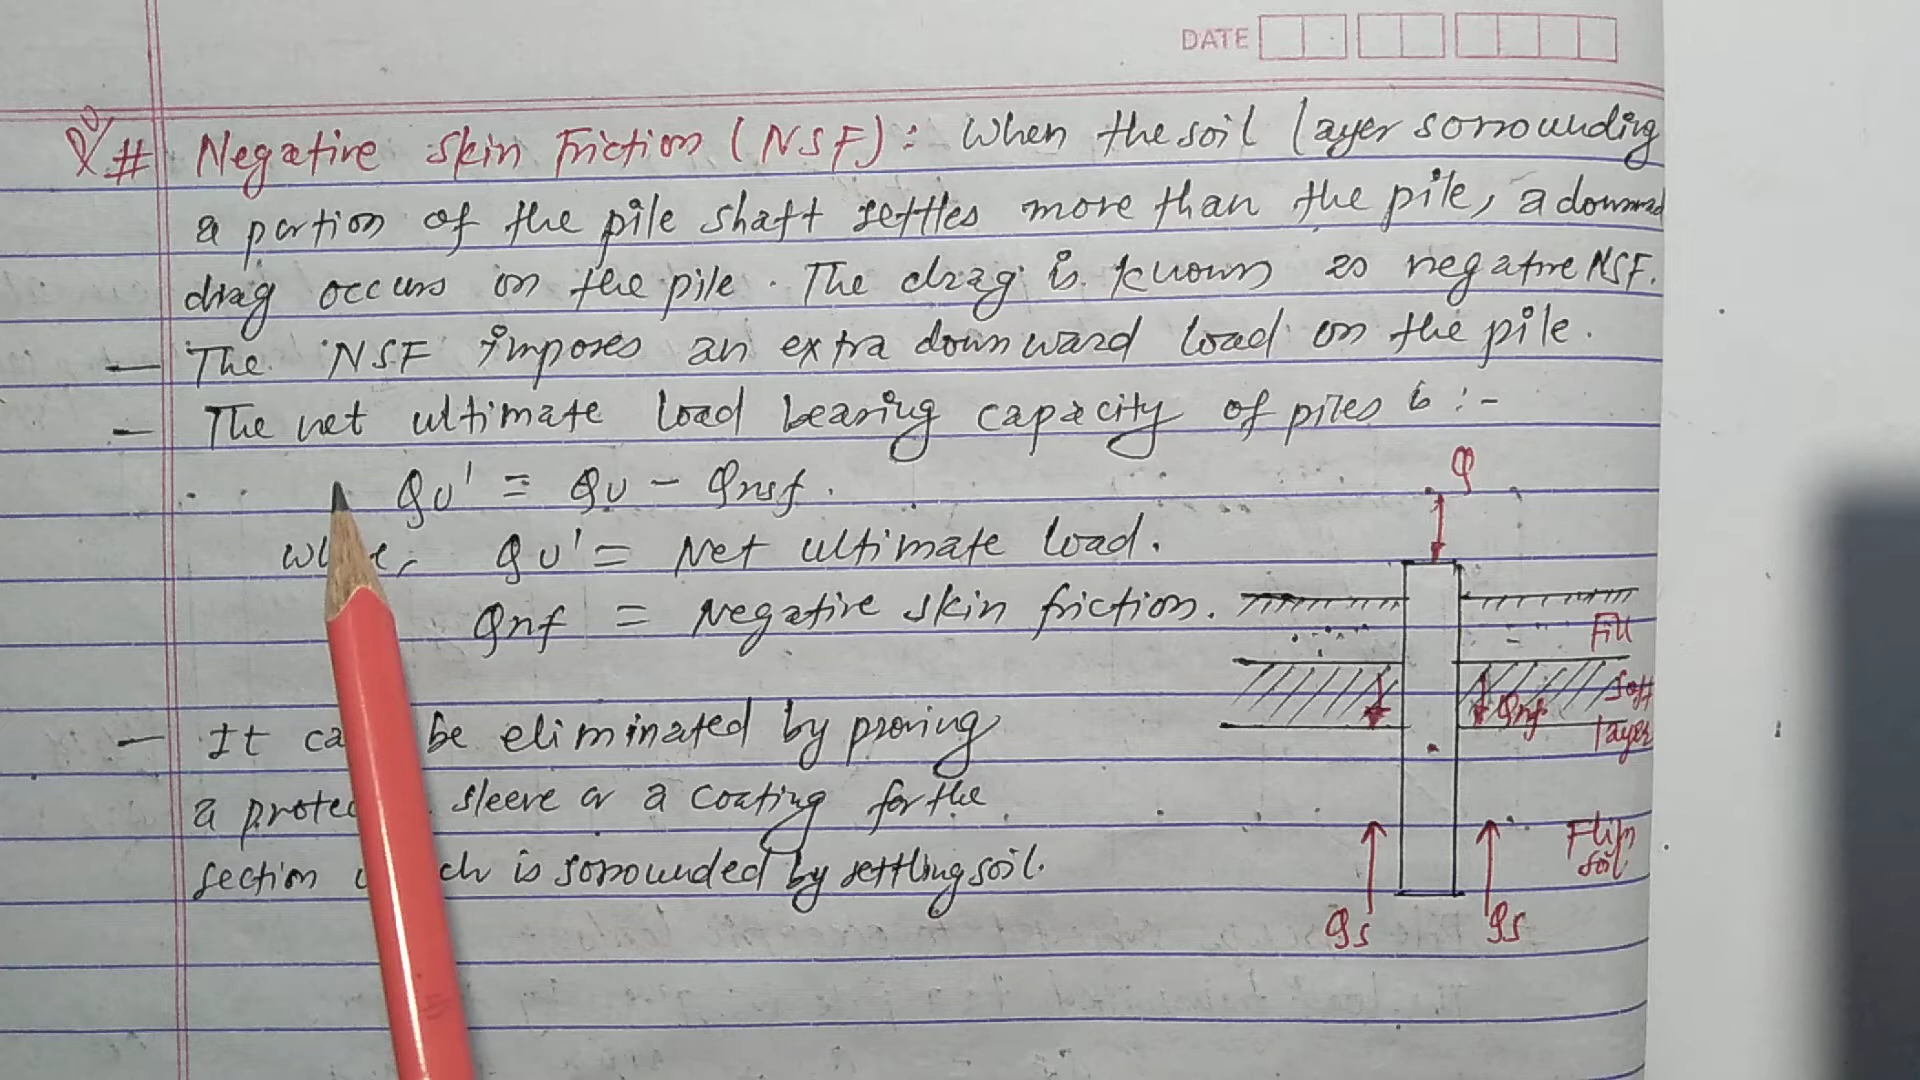 DATE
# Negative Skin Friction (NSF): When the soil layer sorrounding
a portion of the pile shaft settles more than the pile, a downward
drag occurs on the pile. The drag is known as negative NSF.
- The NSF imposes an extra downward load on the pile.
- The net ultimate load bearing capacity of piles is :-
Qu' = Qu - Qnsf.
Qu' = Net ultimate load.
Qnf = Negative skin friction.
- It can be eliminated by proving
a sleeve or a coating for the
section which is sorrounded by settling soil.
Q
Fill
Soft
Qnf
layer
soil
Qs Qs